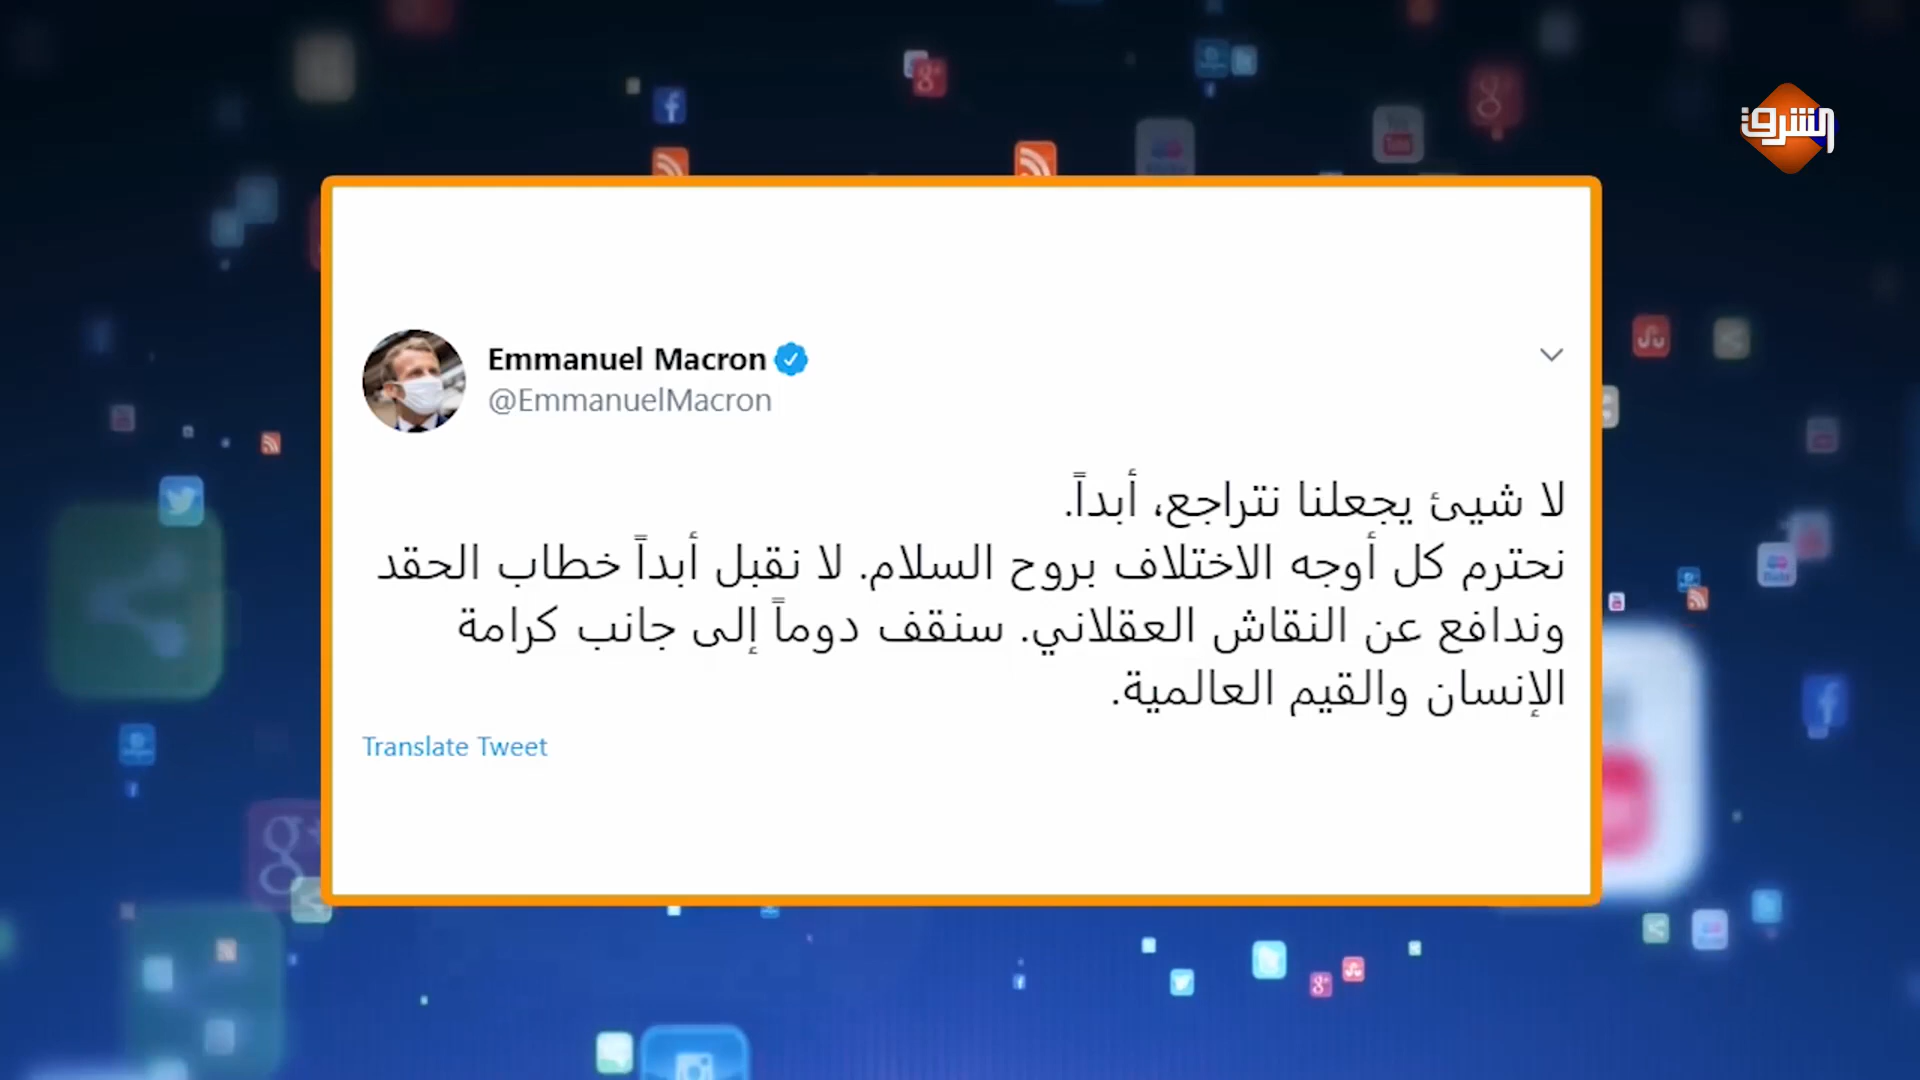 الشرق
Emmanuel Macron
@EmmanuelMacron
لا شيئ يجعلنا نتراجع، أبداً.
نحترم كل أوجه الاختلاف بروح السلام. لا نقبل أبداً خطاب الحقد
وندافع عن النقاش العقلاني. سنقف دوماً إلى جانب كرامة
الإنسان والقيم العالمية.
Translate Tweet